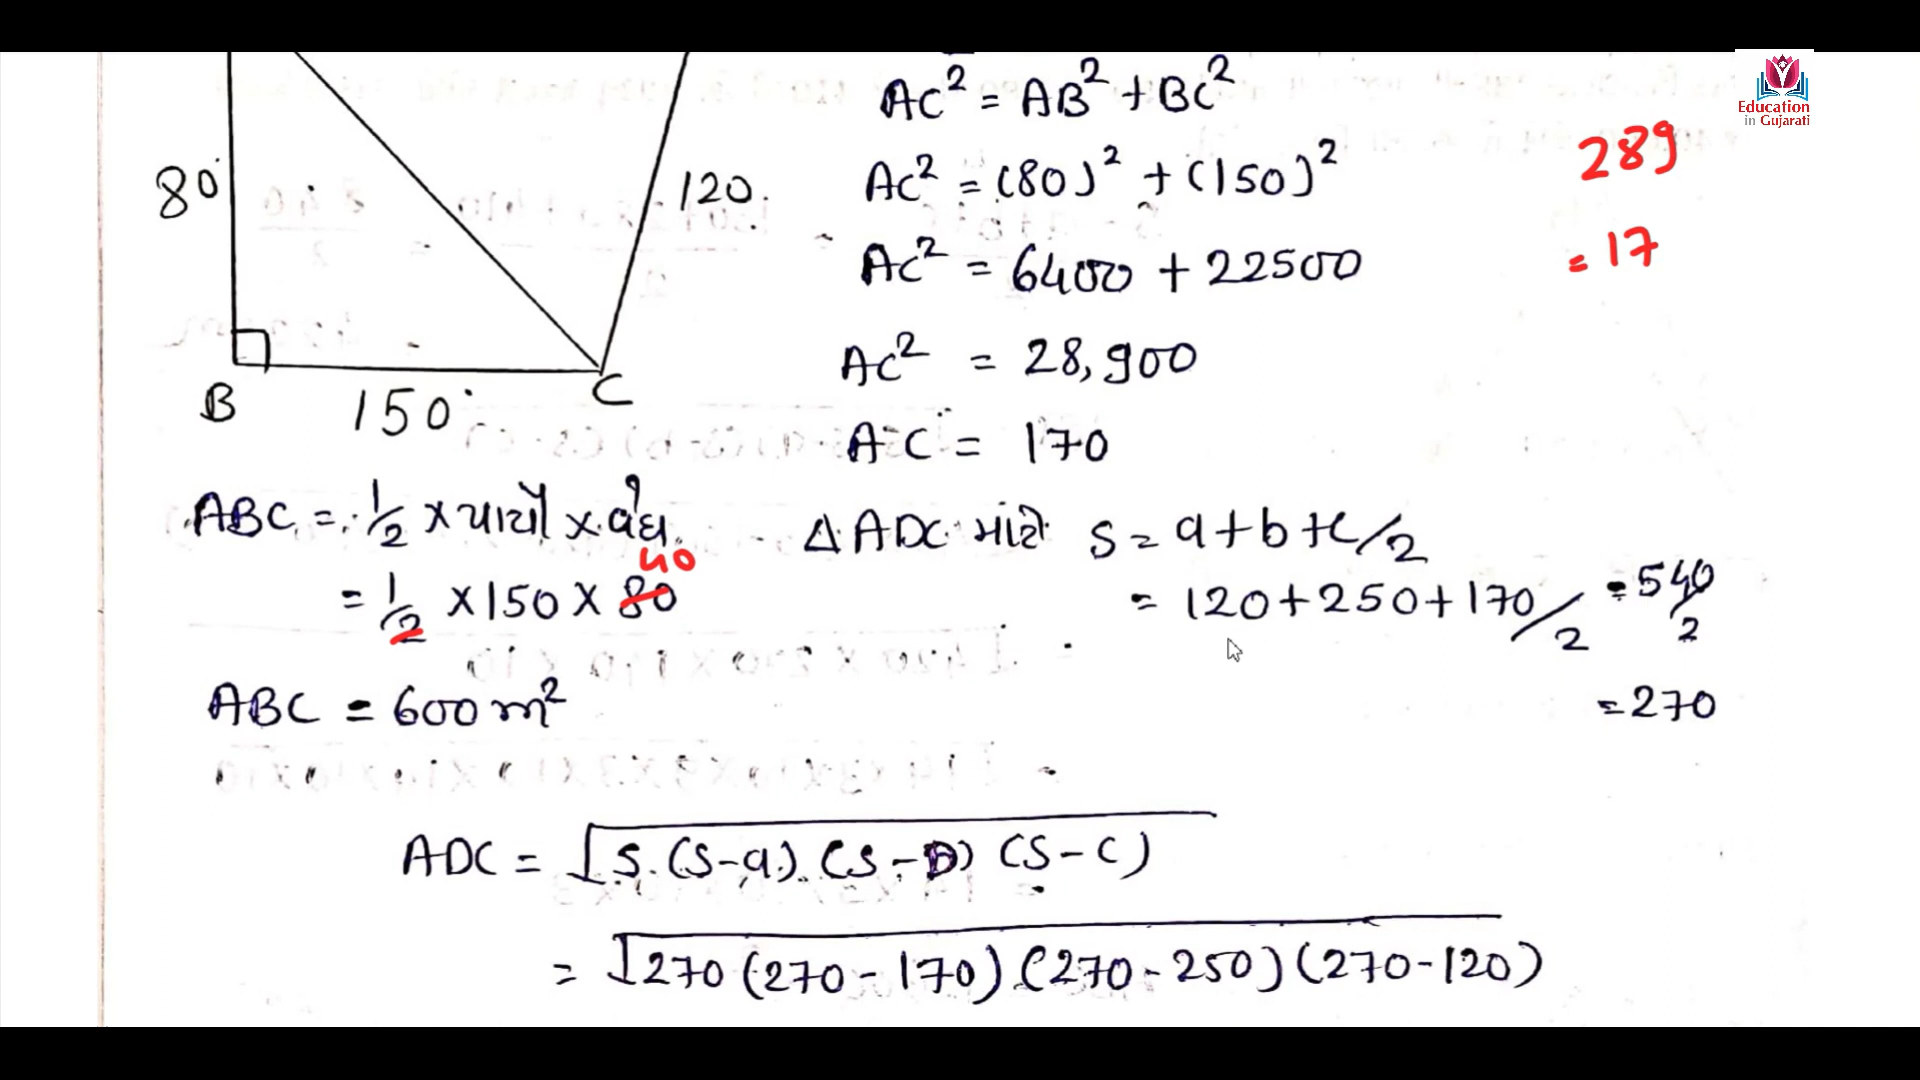 Education
in Gujarati
AC² = AB² + BC²
AC² = (80)² + (150)²
AC² = 6400 + 22500
AC² = 28,900
AC = 170
289
= 17
80
120
B
150
C
ABC = 1/2 × પાયો × વેધ
= 1/2 × 150 × 80
40
ABC = 600 m²
Δ ADC માટે S = a+b+c/2
= 120+250+170/2 = 540/2
= 270
ADC = √S.(S-a) (S-b) (S-c)
= √270 (270-170) (270-250) (270-120)